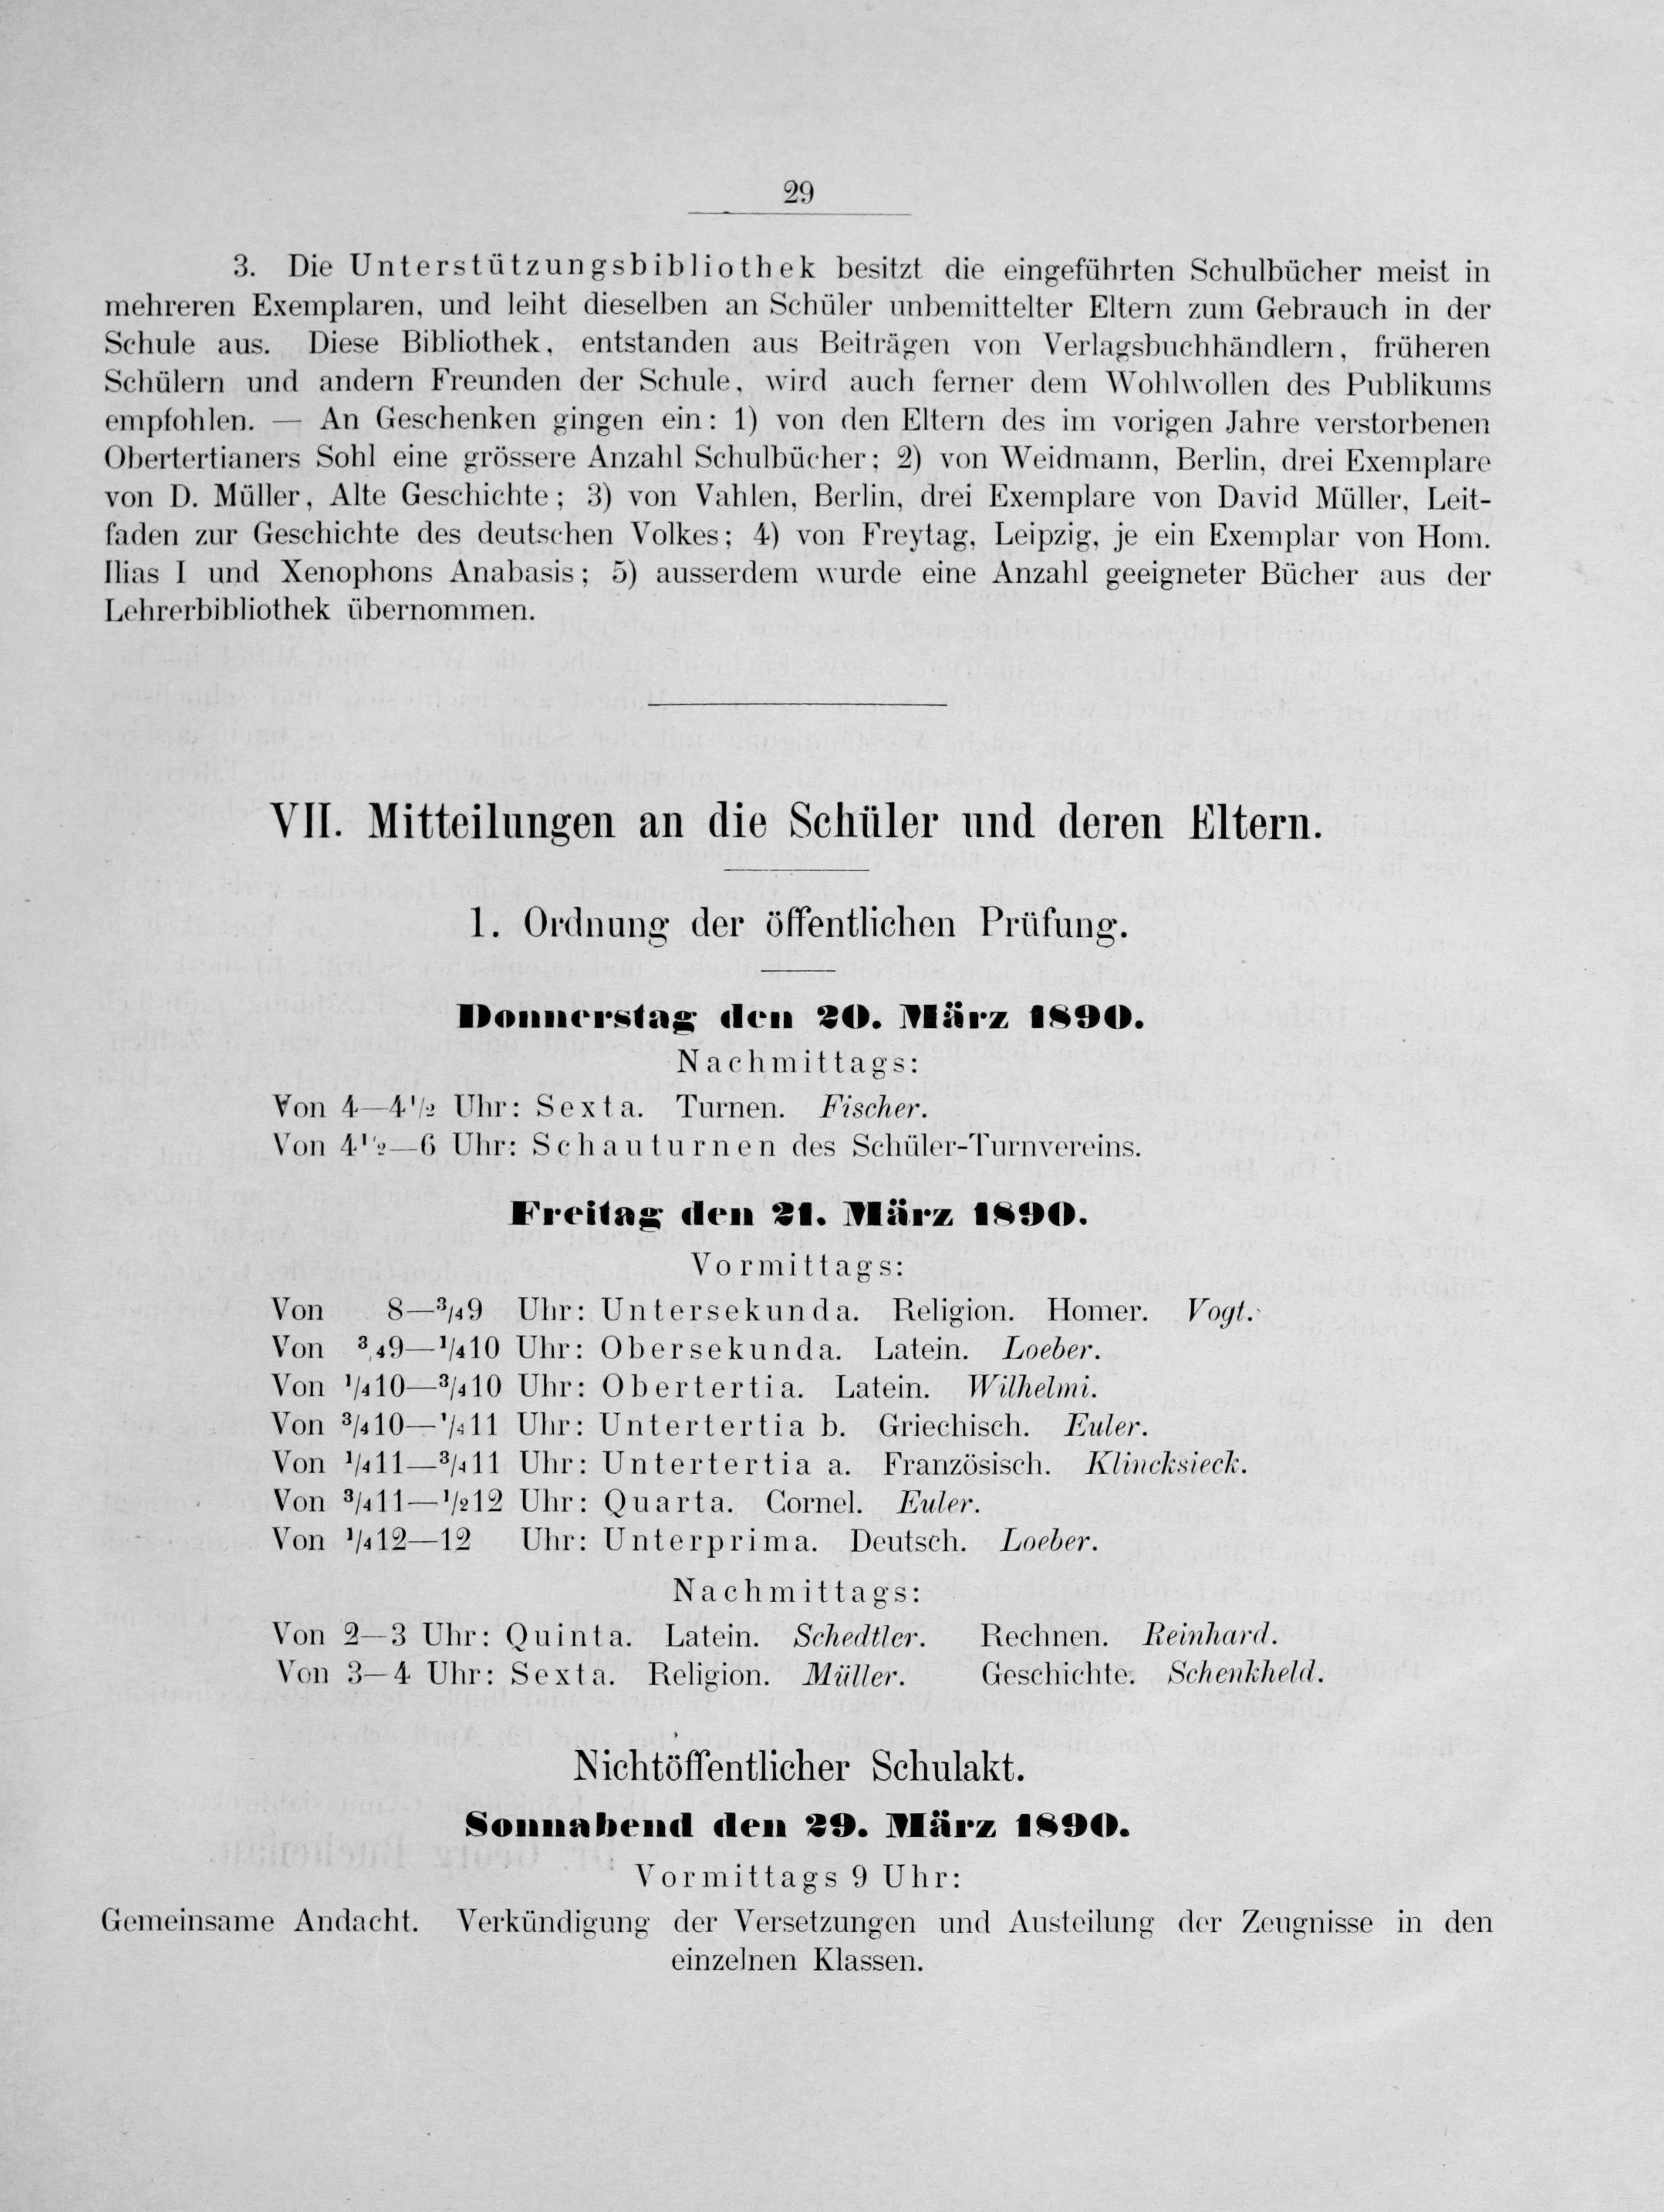 29
3. Die Unterstützungsbibliothek besitzt die eingeführten Schulbücher meist in
mehreren Exemplaren, und leiht dieselben an Schüler unbemittelter Eltern zum Gebrauch in der
Schule aus. Diese Bibliothek, entstanden aus Beiträgen von Verlagsbuchhändlern, früheren
Schülern und andern Freunden der Schule, wird auch ferner dem Wohlwollen des Publikums
empfohlen. — An Geschenken gingen ein: 1) von den Eltern des im vorigen Jahre verstorbenen
Obertertianers Sohl eine grössere Anzahl Schulbücher; 2) von Weidmann, Berlin, drei Exemplare
von D. Müller, Alte Geschichte; 3) von Vahlen, Berlin, drei Exemplare von David Müller, Leit-
faden zur Geschichte des deutschen Volkes; 4) von Freytag, Leipzig, je ein Exemplar von Hom.
Ilias I und Xenophons Anabasis; 5) ausserdem wurde eine Anzahl geeigneter Bücher aus der
Lehrerbibliothek übernommen.
VII. Mitteilungen an die Schüler und deren Eltern.
1. Ordnung der öffentlichen Prüfung.
Donnerstag den 20. März 1890.
Nachmittags:
Von 4—4½ Uhr: Sexta. Turnen. Fischer.
Von 4½—6 Uhr: Schauturnen des Schüler-Turnvereins.
Freitag den 21. März 1890.
Vormittags:
Von 8—¾9 Uhr: Untersekunda. Religion. Homer. Vogt.
Von ¾9—¼10 Uhr: Obersekunda. Latein. Loeber.
Von ¼10—¾10 Uhr: Obertertia. Latein. Wilhelmi.
Von ¾10—¼11 Uhr: Untertertia b. Griechisch. Euler.
Von ¼11—¾11 Uhr: Untertertia a. Französisch. Klincksieck.
Von ¾11—½12 Uhr: Quarta. Cornel. Euler.
Von ¼12—12 Uhr: Unterprima. Deutsch. Loeber.
Nachmittags:
Von 2—3 Uhr: Quinta. Latein. Schedtler. Rechnen. Reinhard.
Von 3—4 Uhr: Sexta. Religion. Müller. Geschichte. Schenkheld.
Nichtöffentlicher Schulakt.
Sonnabend den 29. März 1890.
Vormittags 9 Uhr:
Gemeinsame Andacht. Verkündigung der Versetzungen und Austeilung der Zeugnisse in den
einzelnen Klassen.